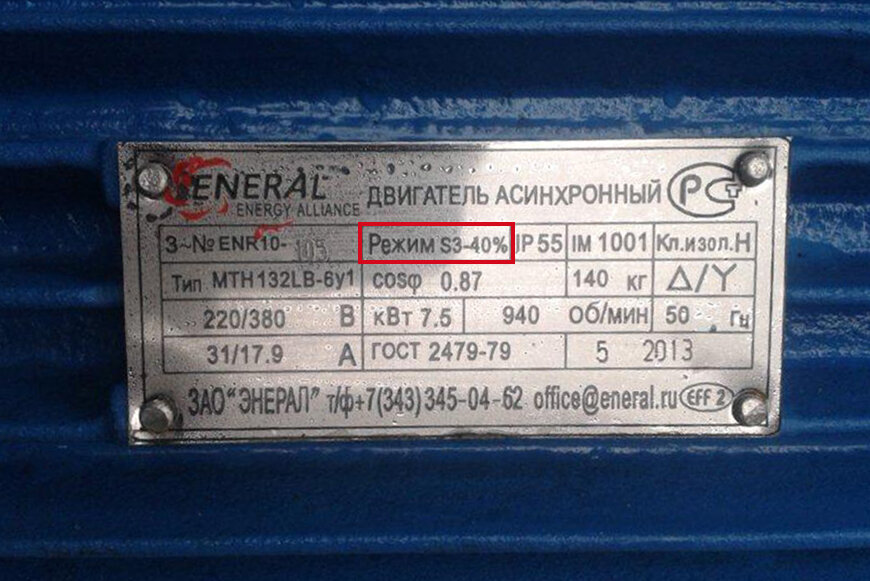 ENERAL
ENERGY ALLIANCE
ДВИГАТЕЛЬ АСИНХРОННЫЙ
РСТ
3~№ ENR10-105 Режим S3-40% IP 55 IM 1001 Кл.изол.Н
Тип МТН132LB-6у1 cosφ 0.87 140 кг Δ/Y
220/380 В кВт 7.5 940 Об/мин 50 Гц
31/17.9 А ГОСТ 2479-79 5 2013
ЗАО "ЭНЕРАЛ" т/ф+7(343)345-04-62 office@eneral.ru EFF 2